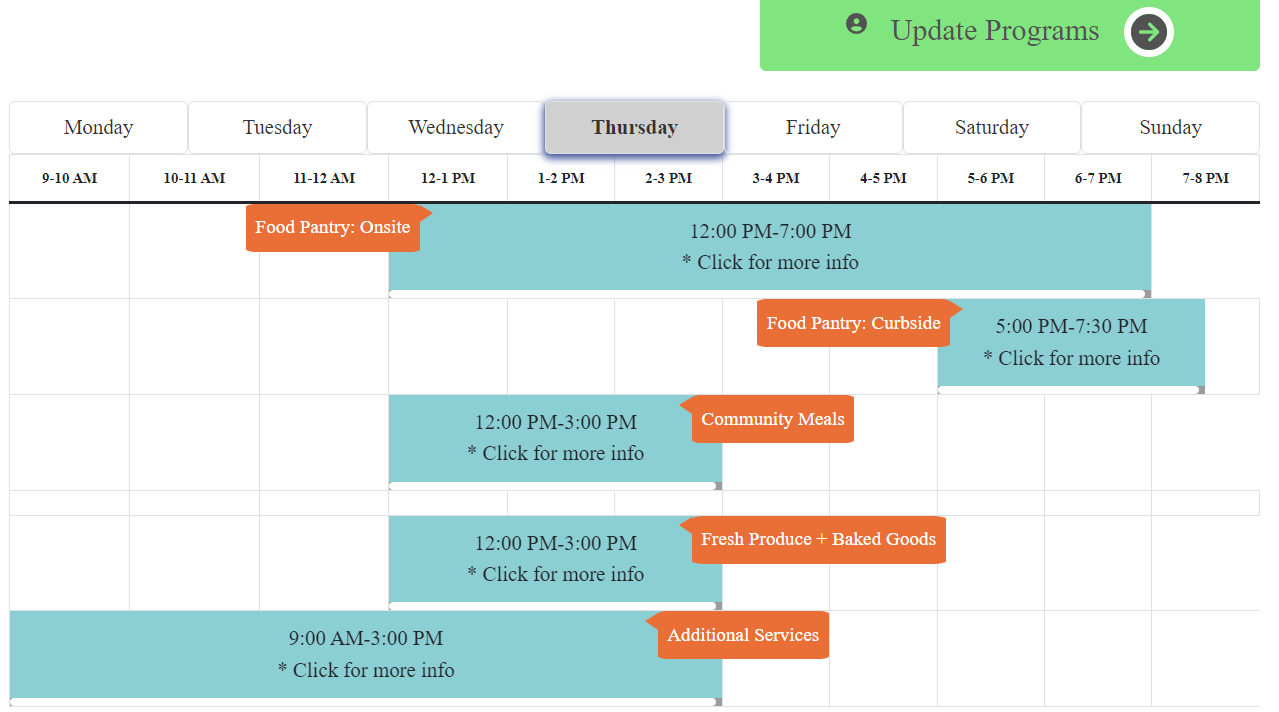 Update Programs
Monday Tuesday Wednesday Thursday Friday Saturday Sunday
9-10 AM 10-11 AM 11-12 AM 12-1 PM 1-2 PM 2-3 PM 3-4 PM 4-5 PM 5-6 PM 6-7 PM 7-8 PM
Food Pantry: Onsite
12:00 PM-7:00 PM
* Click for more info
Food Pantry: Curbside
5:00 PM-7:30 PM
* Click for more info
12:00 PM-3:00 PM
* Click for more info
Community Meals
12:00 PM-3:00 PM
* Click for more info
Fresh Produce + Baked Goods
9:00 AM-3:00 PM
* Click for more info
Additional Services